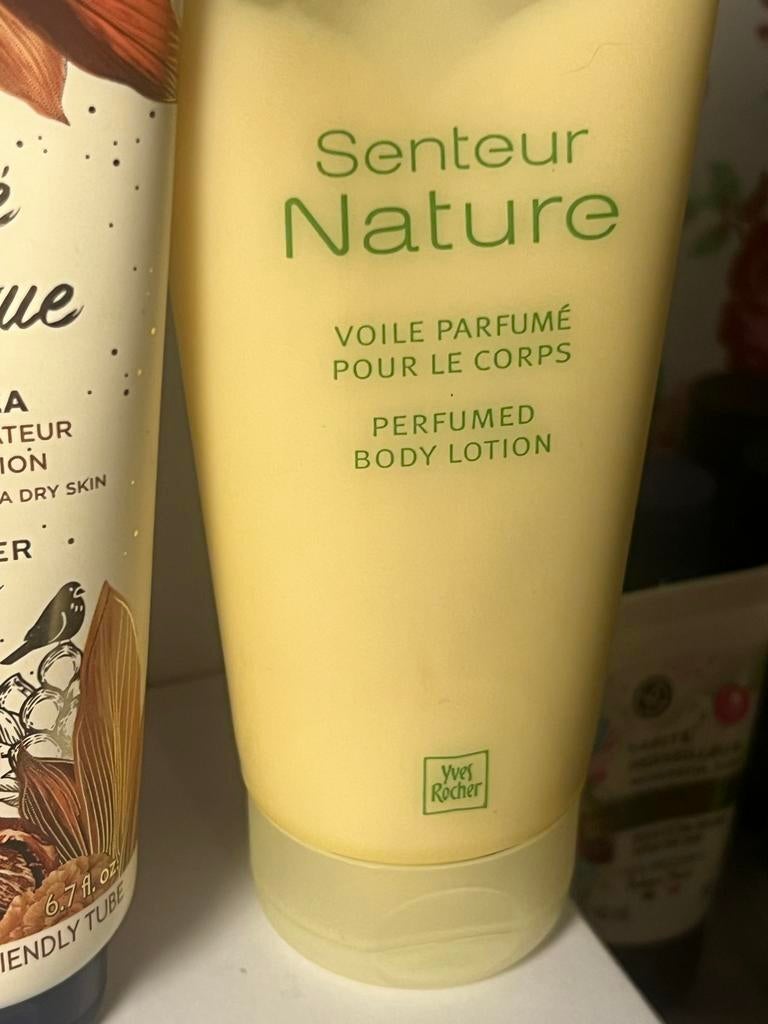 é
ue
A
ATEUR
ION
A DRY SKIN
ER
6.7 fl. oz
IENDLY TUBE
Senteur
Nature
VOILE PARFUMÉ
POUR LE CORPS
PERFUMED
BODY LOTION
Yves
Rocher